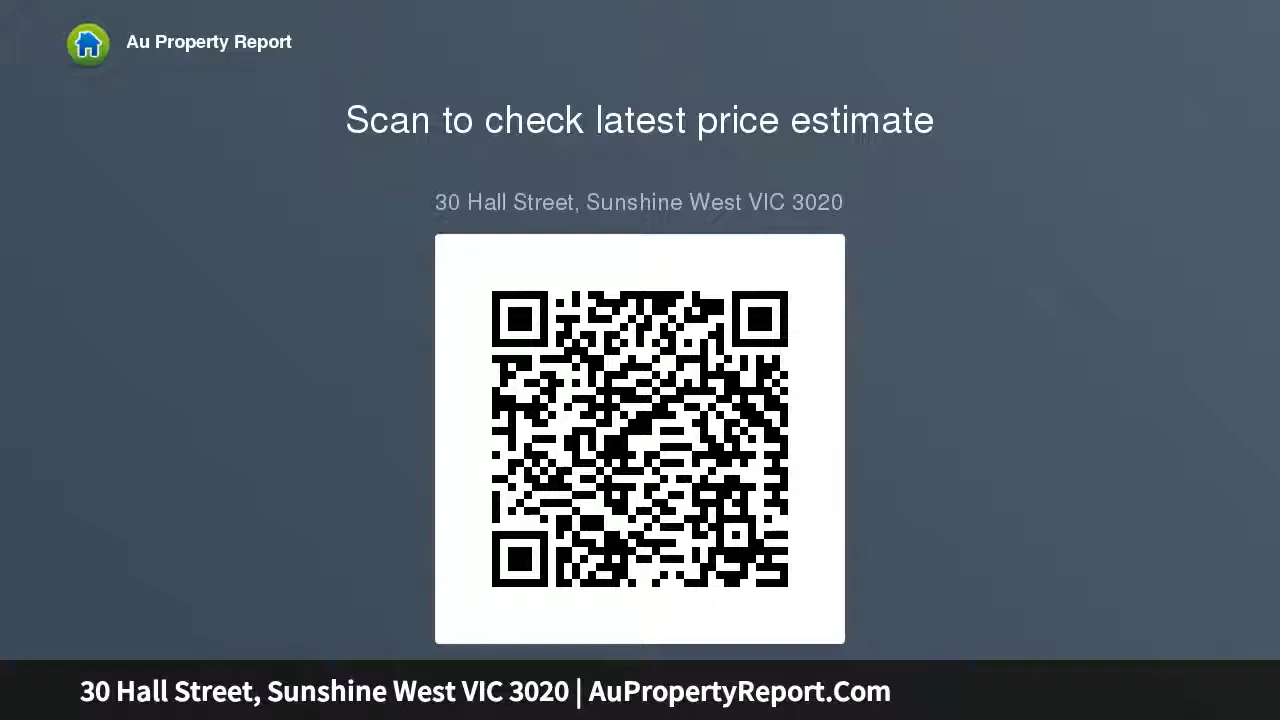 Au Property Report
Scan to check latest price estimate
30 Hall Street, Sunshine West VIC 3020
30 Hall Street, Sunshine West VIC 3020 | AuPropertyReport.Com